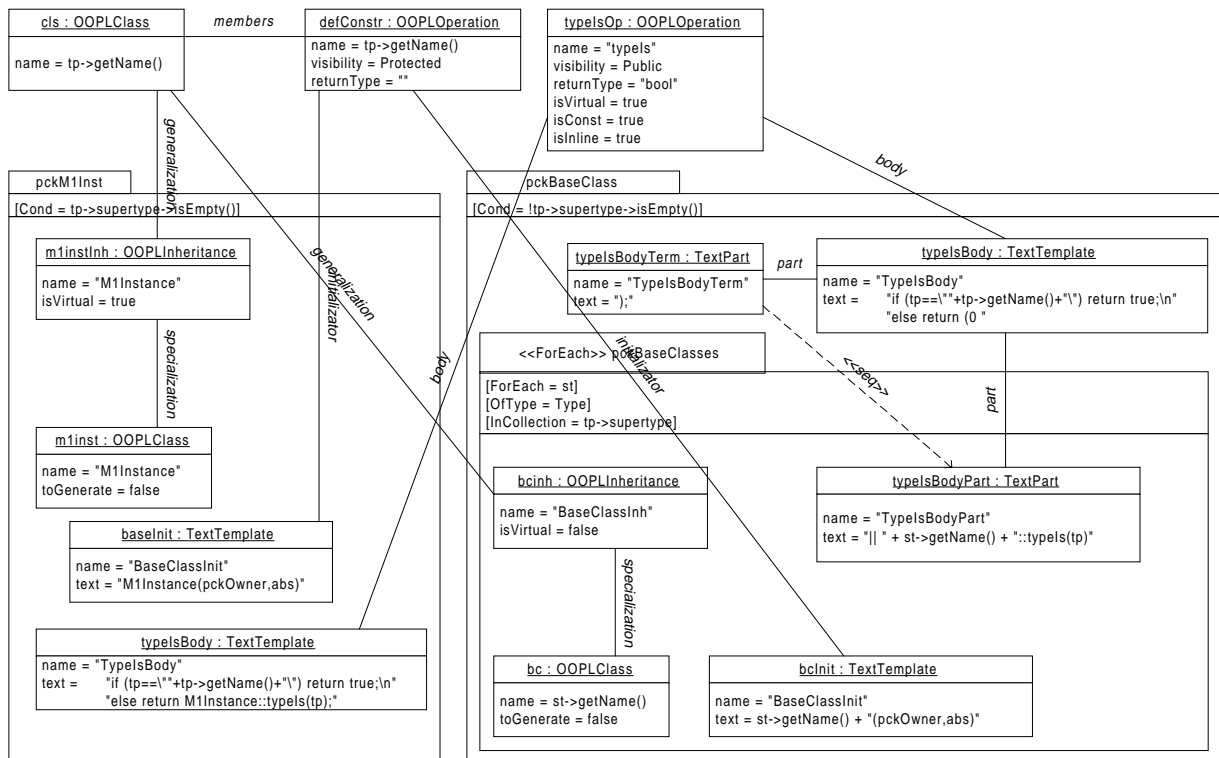 cls : OOPLClass
name = tp->getName()
members
defConstr : OOPLOperation
name = tp->getName()
visibility = Protected
returnType = ""
typeIsOp : OOPLOperation
name = "typeIs"
visibility = Public
returnType = "bool"
isVirtual = true
isConst = true
isInline = true
generalization
body
pckM1Inst
[Cond = tp->supertype->isEmpty()]
m1instInh : OOPLInheritance
name = "M1Instance"
isVirtual = true
generalization
initializator
specialization
body
initializator
m1inst : OOPLClass
name = "M1Instance"
toGenerate = false
baseInit : TextTemplate
name = "BaseClassInit"
text = "M1Instance(pckOwner,abs)"
typeIsBody : TextTemplate
name = "TypeIsBody"
text = "if (tp==\""+tp->getName()+"\") return true;\n"
"else return M1Instance::typeIs(tp);"
pckBaseClass
[Cond = !tp->supertype->isEmpty()]
typeIsBodyTerm : TextPart
name = "TypeIsBodyTerm"
text = ");"
part
typeIsBody : TextTemplate
name = "TypeIsBody"
text = "if (tp==\""+tp->getName()+"\") return true;\n"
"else return (0 "
<<seq>>
part
<<ForEach>> pckBaseClasses
[ForEach = st]
[OfType = Type]
[InCollection = tp->supertype]
bcinh : OOPLInheritance
name = "BaseClassInh"
isVirtual = false
typeIsBodyPart : TextPart
name = "TypeIsBodyPart"
text = "|| " + st->getName() + "::typeIs(tp)"
specialization
bc : OOPLClass
name = st->getName()
toGenerate = false
bcInit : TextTemplate
name = "BaseClassInit"
text = st->getName() + "(pckOwner,abs)"